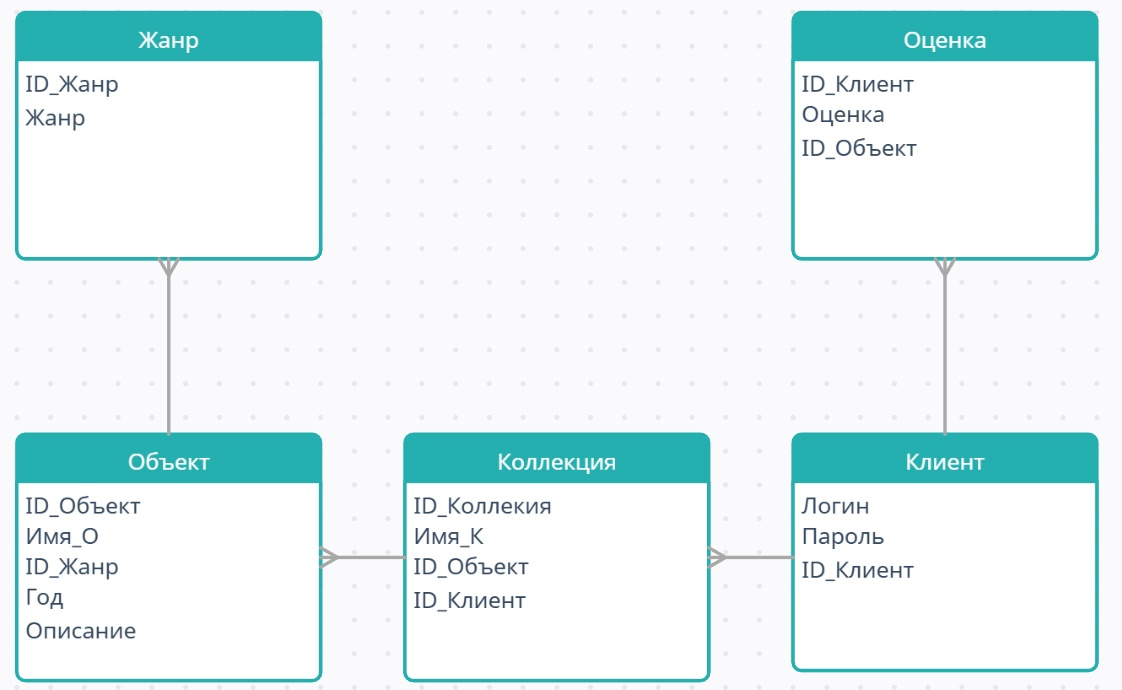 Жанр
ID_Жанр
Жанр
Оценка
ID_Клиент
Оценка
ID_Объект
Объект
ID_Объект
Имя_О
ID_Жанр
Год
Описание
Коллекция
ID_Коллекия
Имя_К
ID_Объект
ID_Клиент
Клиент
Логин
Пароль
ID_Клиент